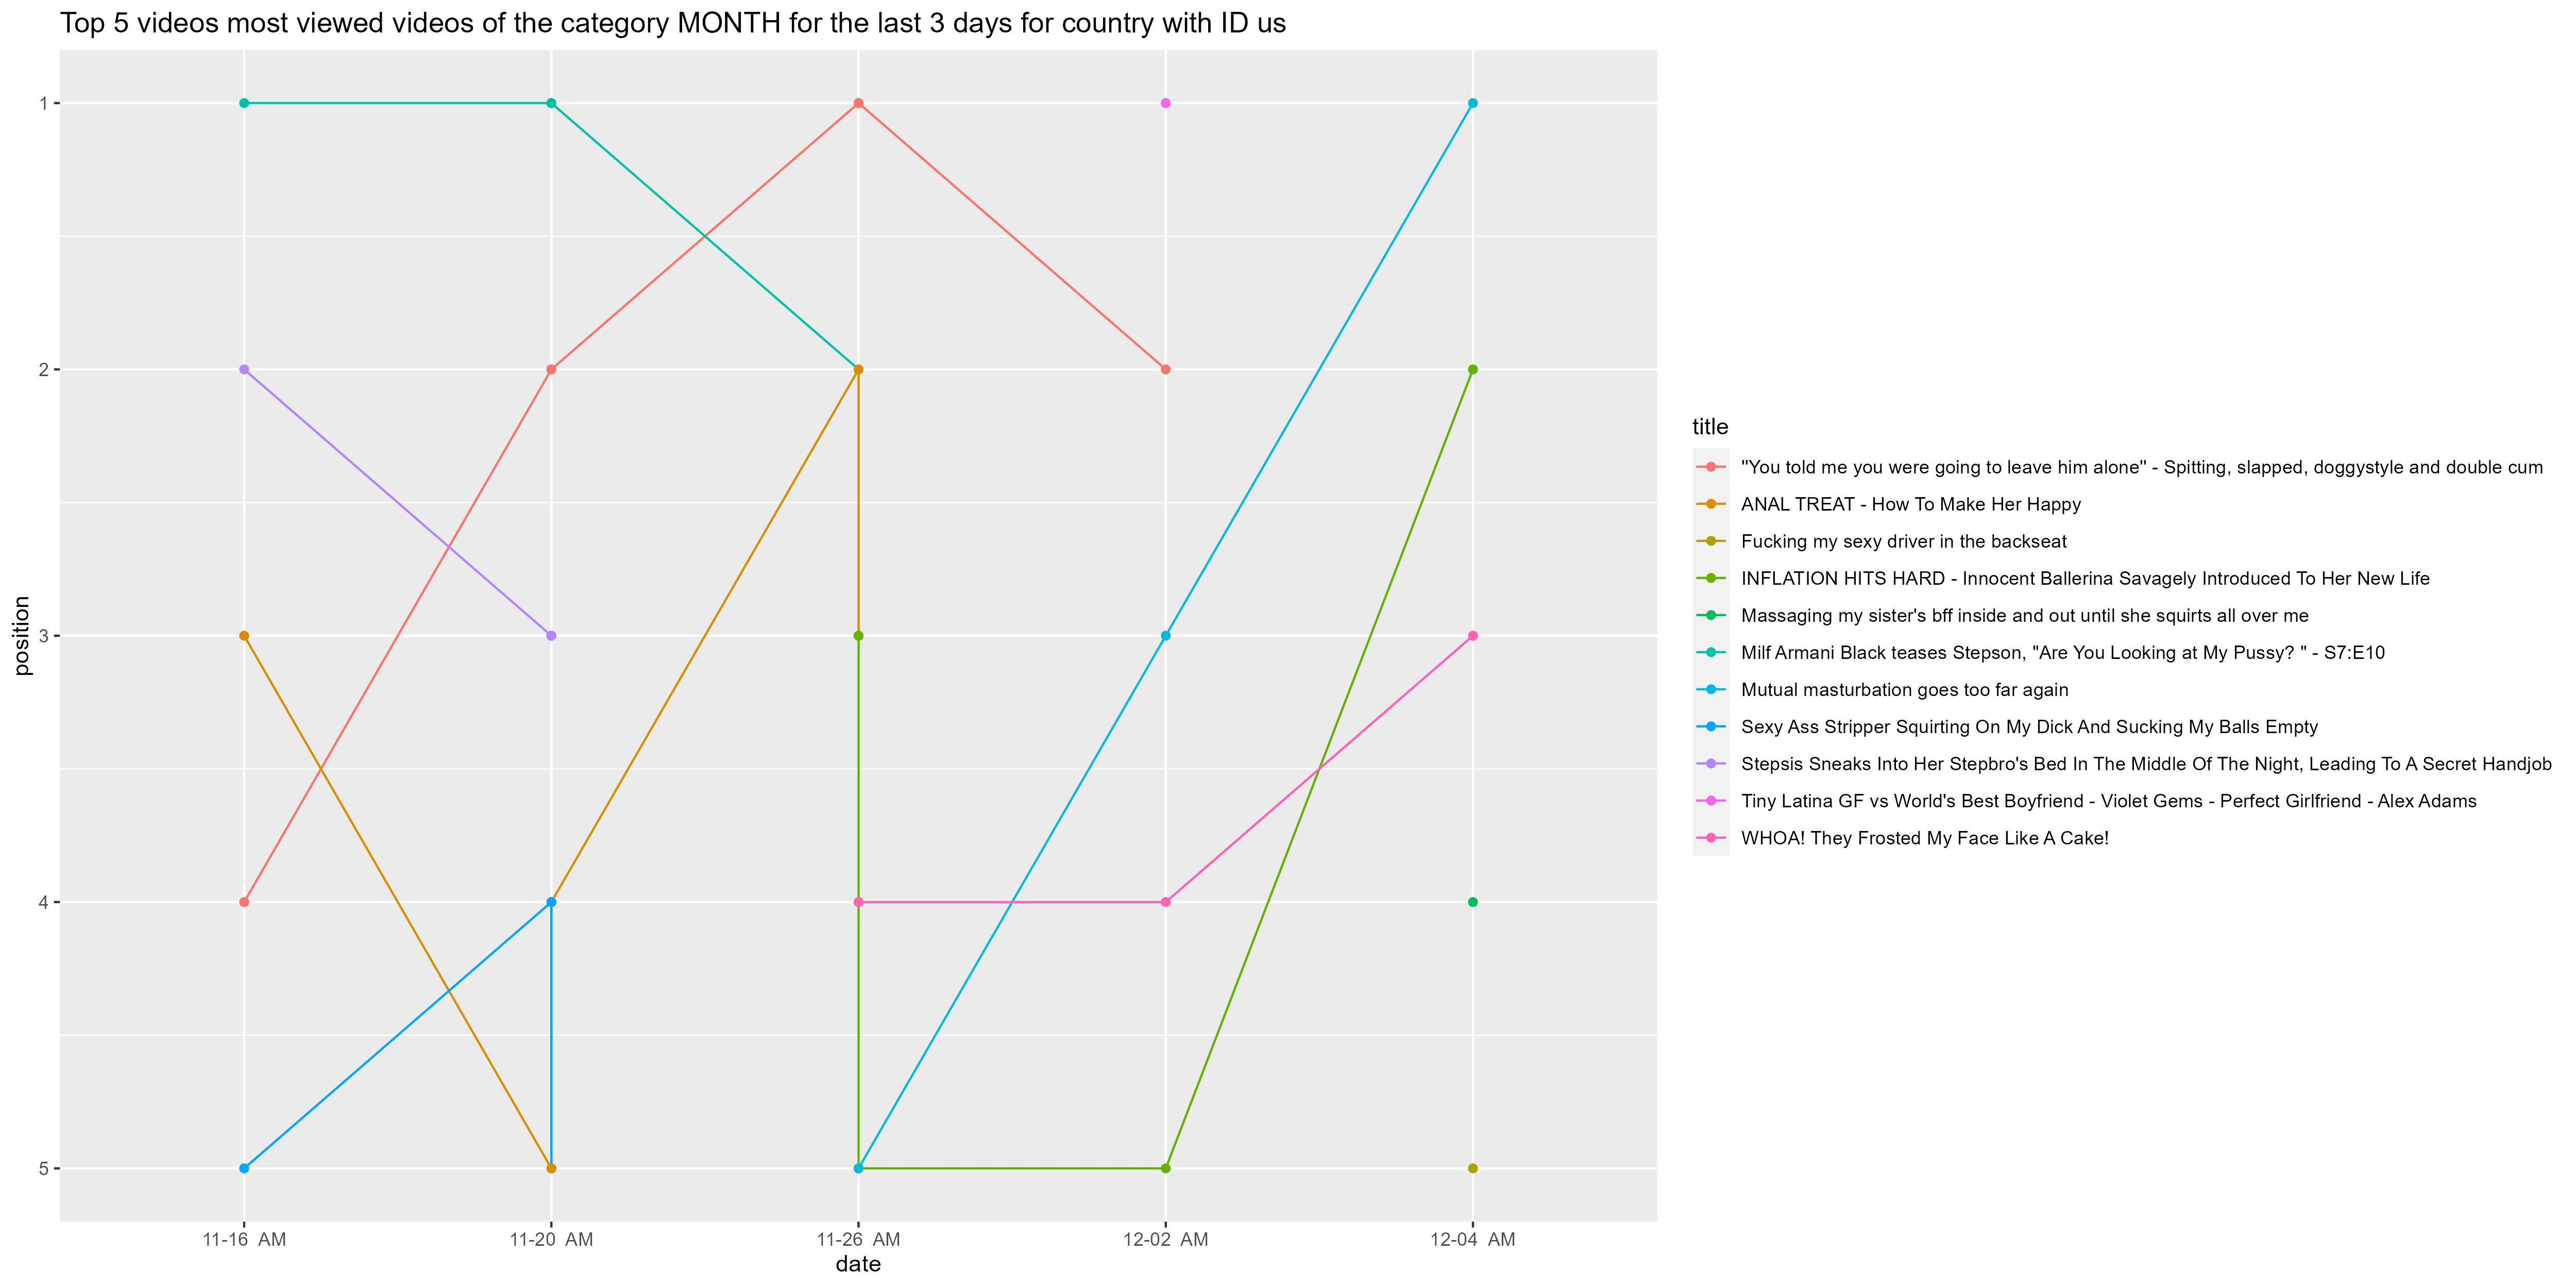 Top 5 videos most viewed videos of the category MONTH for the last 3 days for country with ID us
position
1
2
3
4
5
11-16 AM
11-20 AM
11-26 AM
12-02 AM
12-04 AM
date
title
"You told me you were going to leave him alone" - Spitting, slapped, doggystyle and double cum
ANAL TREAT - How To Make Her Happy
Fucking my sexy driver in the backseat
INFLATION HITS HARD - Innocent Ballerina Savagely Introduced To Her New Life
Massaging my sister's bff inside and out until she squirts all over me
Milf Armani Black teases Stepson, "Are You Looking at My Pussy? " - S7:E10
Mutual masturbation goes too far again
Sexy Ass Stripper Squirting On My Dick And Sucking My Balls Empty
Stepsis Sneaks Into Her Stepbro's Bed In The Middle Of The Night, Leading To A Secret Handjob
Tiny Latina GF vs World's Best Boyfriend - Violet Gems - Perfect Girlfriend - Alex Adams
WHOA! They Frosted My Face Like A Cake!